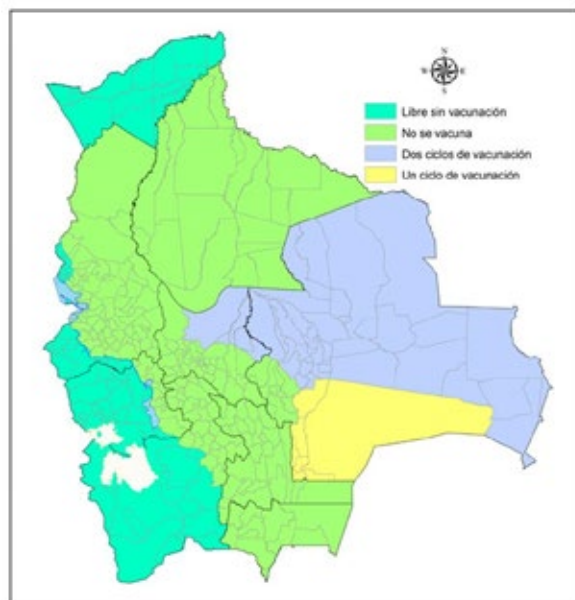 N
W E
S
Libre sin vacunación
No se vacuna
Dos ciclos de vacunación
Un ciclo de vacunación